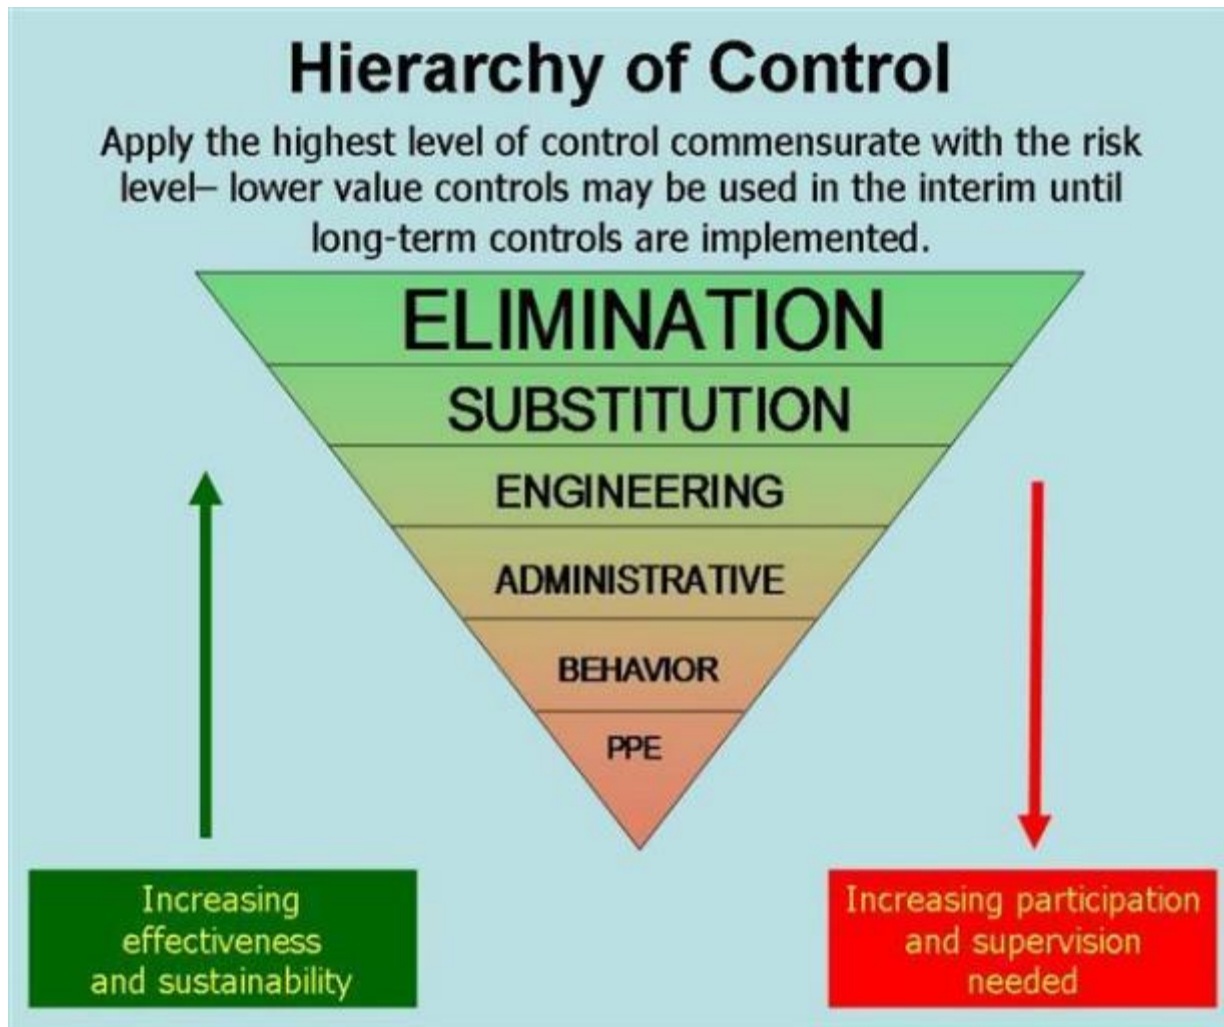 Hierarchy of Control
Apply the highest level of control commensurate with the risk
level– lower value controls may be used in the interim until
long-term controls are implemented.
ELIMINATION
SUBSTITUTION
ENGINEERING
ADMINISTRATIVE
BEHAVIOR
PPE
Increasing
effectiveness
and sustainability
Increasing participation
and supervision
needed